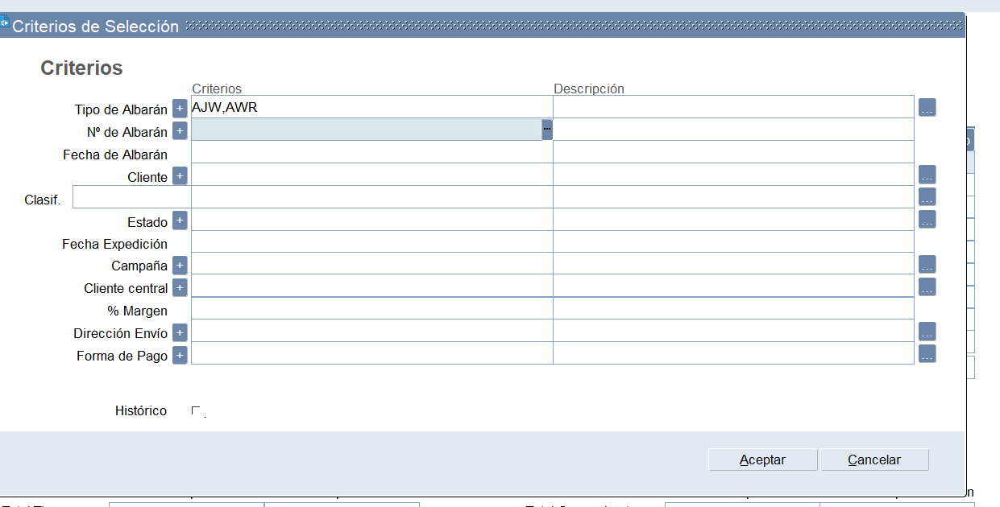 Criterios de Selección
Criterios
Criterios Descripción
Tipo de Albarán + AJW,AWR ...
Nº de Albarán + ...
Fecha de Albarán
Cliente + ...
Clasif. ...
Estado + ...
Fecha Expedición
Campaña + ...
Cliente central + ...
% Margen
Dirección Envío + ...
Forma de Pago + ...
Histórico
Aceptar Cancelar